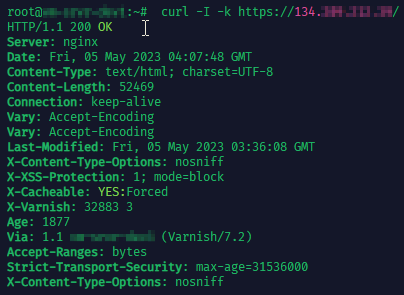 root@ :~# curl -I -k https://134. /
HTTP/1.1 200 OK
Server: nginx
Date: Fri, 05 May 2023 04:07:48 GMT
Content-Type: text/html; charset=UTF-8
Content-Length: 52469
Connection: keep-alive
Vary: Accept-Encoding
Vary: Accept-Encoding
Last-Modified: Fri, 05 May 2023 03:36:08 GMT
X-Content-Type-Options: nosniff
X-XSS-Protection: 1; mode=block
X-Cacheable: YES:Forced
X-Varnish: 32883 3
Age: 1877
Via: 1.1 (Varnish/7.2)
Accept-Ranges: bytes
Strict-Transport-Security: max-age=31536000
X-Content-Type-Options: nosniff